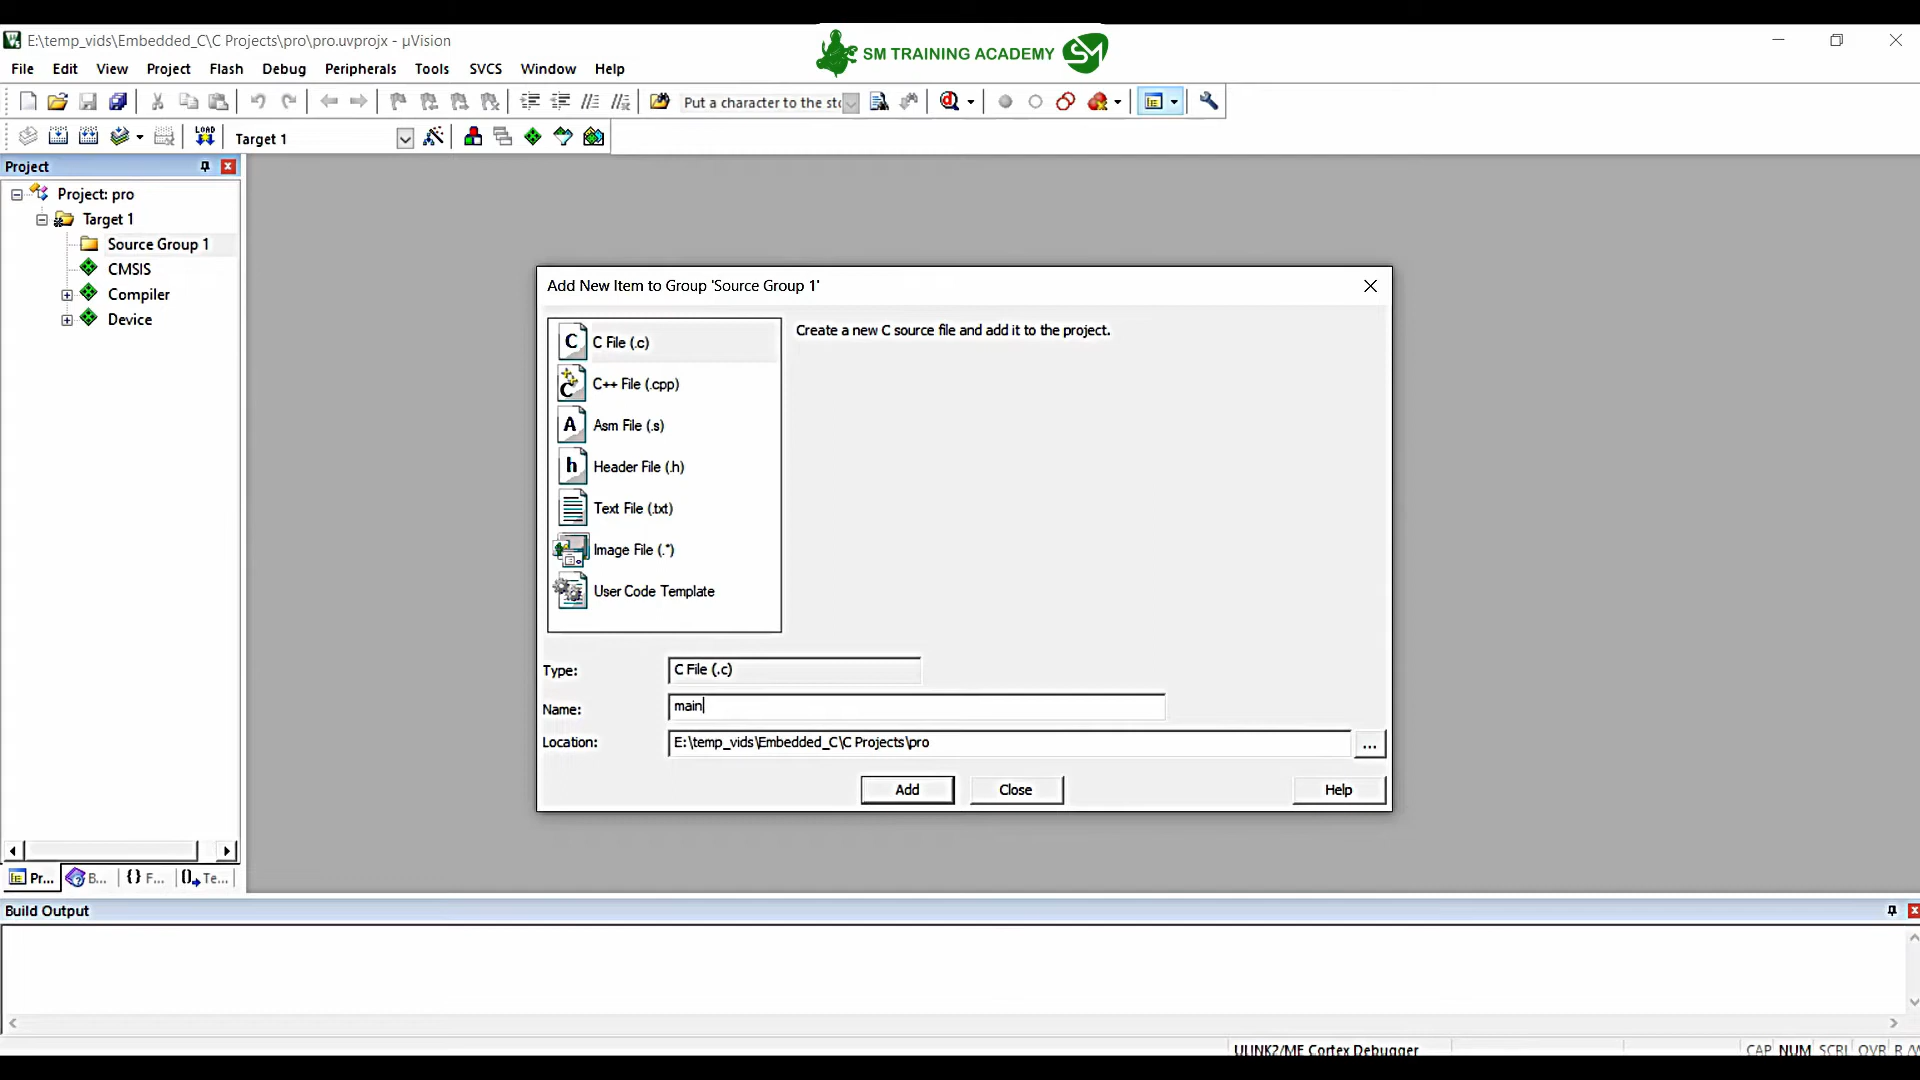 E:\temp_vids\Embedded_C\C Projects\pro\pro.uvprojx - µVision
SM TRAINING ACADEMY SM
File Edit View Project Flash Debug Peripherals Tools SVCS Window Help
Put a character to the stc
LOAD Target 1
Project
Project: pro
Target 1
Source Group 1
CMSIS
Compiler
Device
Add New Item to Group 'Source Group 1'
C File (.c)
C++ File (.cpp)
Asm File (.s)
Header File (.h)
Text File (.txt)
Image File (.*)
User Code Template
Create a new C source file and add it to the project.
Type: C File (.c)
Name: main
Location: E:\temp_vids\Embedded_C\C Projects\pro ...
Add Close Help
Pr... B... {} F... Te...
Build Output
ULINK2/ME Cortex Debugger CAP NUM SCRL OVR